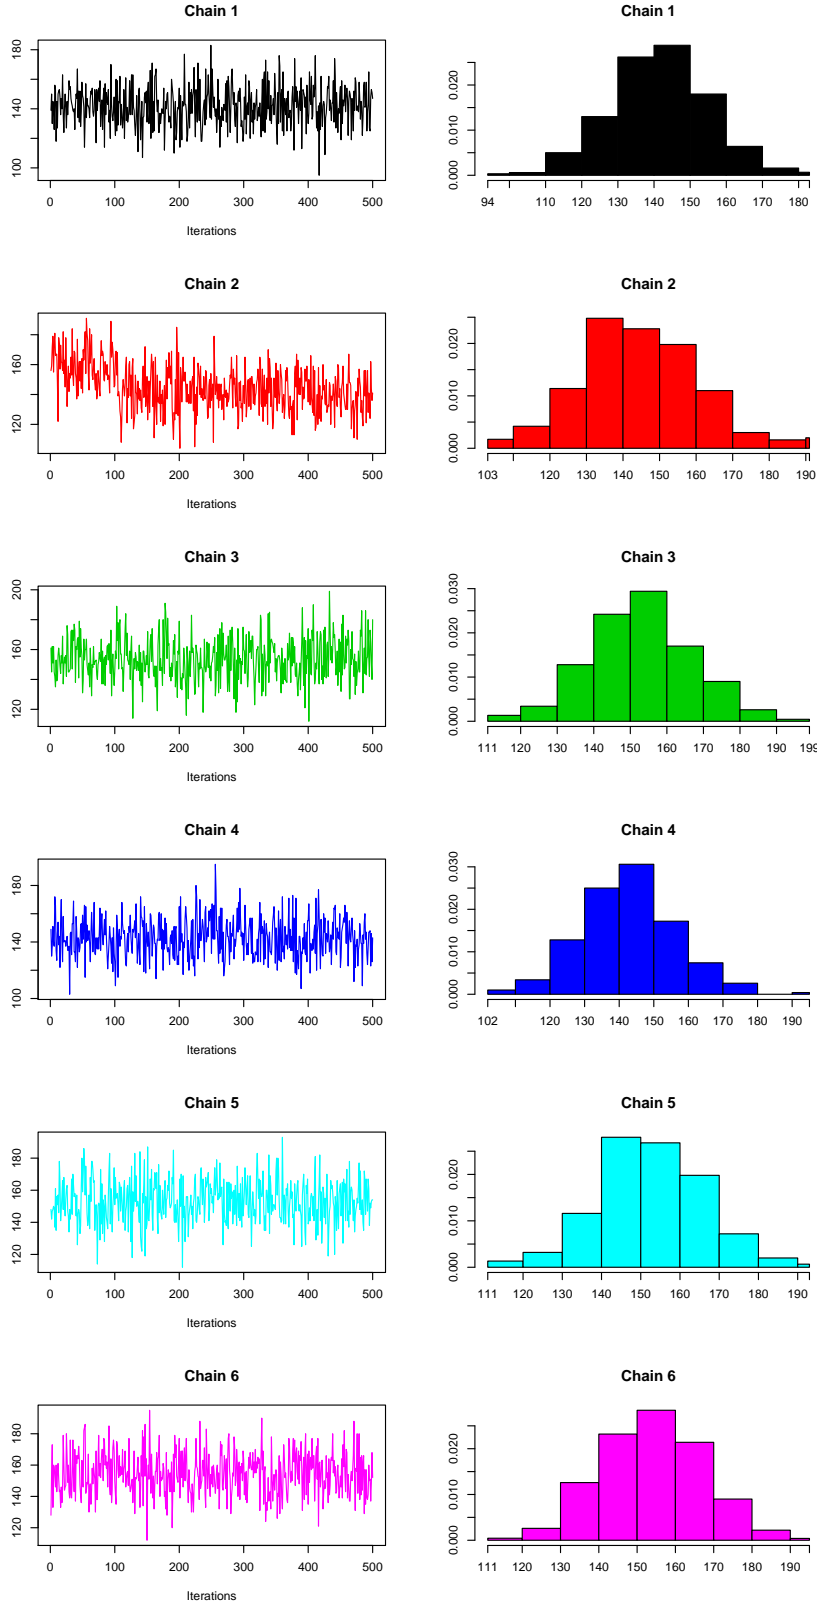 Chain 1
Chain 1
100 140 180
0 100 200 300 400 500
Iterations
0.000 0.010 0.020
94 110 120 130 140 150 160 170 180
Chain 2
Chain 2
120 160
0 100 200 300 400 500
Iterations
0.000 0.010 0.020
103 120 130 140 150 160 170 180 190
Chain 3
Chain 3
120 160 200
0 100 200 300 400 500
Iterations
0.000 0.010 0.020 0.030
111 120 130 140 150 160 170 180 190 199
Chain 4
Chain 4
100 140 180
0 100 200 300 400 500
Iterations
0.000 0.010 0.020 0.030
102 120 130 140 150 160 170 180 190
Chain 5
Chain 5
120 140 160 180
0 100 200 300 400 500
Iterations
0.000 0.010 0.020
111 120 130 140 150 160 170 180 190
Chain 6
Chain 6
120 140 160 180
0 100 200 300 400 500
Iterations
0.000 0.010 0.020
111 120 130 140 150 160 170 180 190